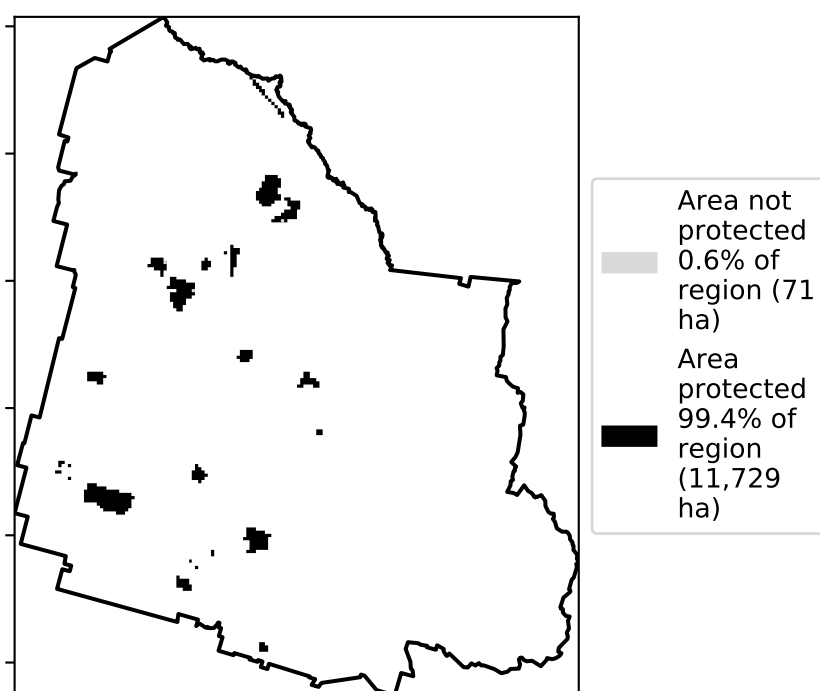 Area not
protected
0.6% of
region (71
ha)
Area
protected
99.4% of
region
(11,729
ha)